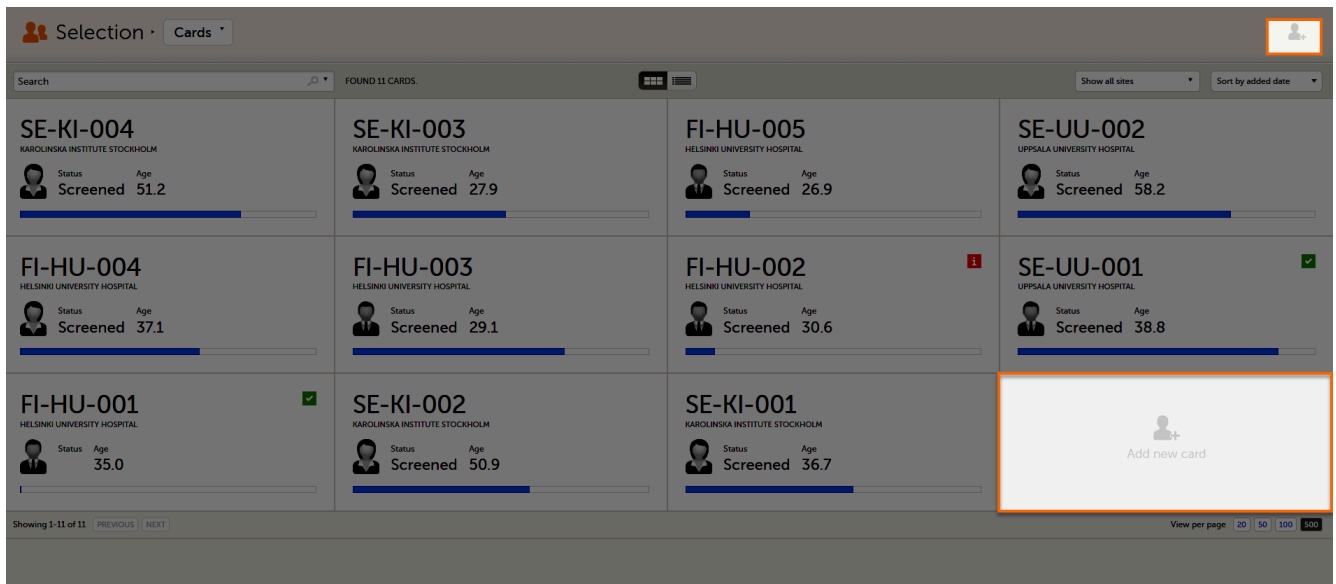 Selection · Cards
Search
FOUND 11 CARDS.
Show all sites
Sort by added date
SE-KI-004
KAROLINSKA INSTITUTE STOCKHOLM
Status Age
Screened 51.2
SE-KI-003
KAROLINSKA INSTITUTE STOCKHOLM
Status Age
Screened 27.9
FI-HU-005
HELSINKI UNIVERSITY HOSPITAL
Status Age
Screened 26.9
SE-UU-002
UPPSALA UNIVERSITY HOSPITAL
Status Age
Screened 58.2
FI-HU-004
HELSINKI UNIVERSITY HOSPITAL
Status Age
Screened 37.1
FI-HU-003
HELSINKI UNIVERSITY HOSPITAL
Status Age
Screened 29.1
FI-HU-002
i
HELSINKI UNIVERSITY HOSPITAL
Status Age
Screened 30.6
SE-UU-001
UPPSALA UNIVERSITY HOSPITAL
Status Age
Screened 38.8
FI-HU-001
HELSINKI UNIVERSITY HOSPITAL
Status Age
35.0
SE-KI-002
KAROLINSKA INSTITUTE STOCKHOLM
Status Age
Screened 50.9
SE-KI-001
KAROLINSKA INSTITUTE STOCKHOLM
Status Age
Screened 36.7
Add new card
Showing 1-11 of 11 PREVIOUS NEXT
View per page 20 50 100 500